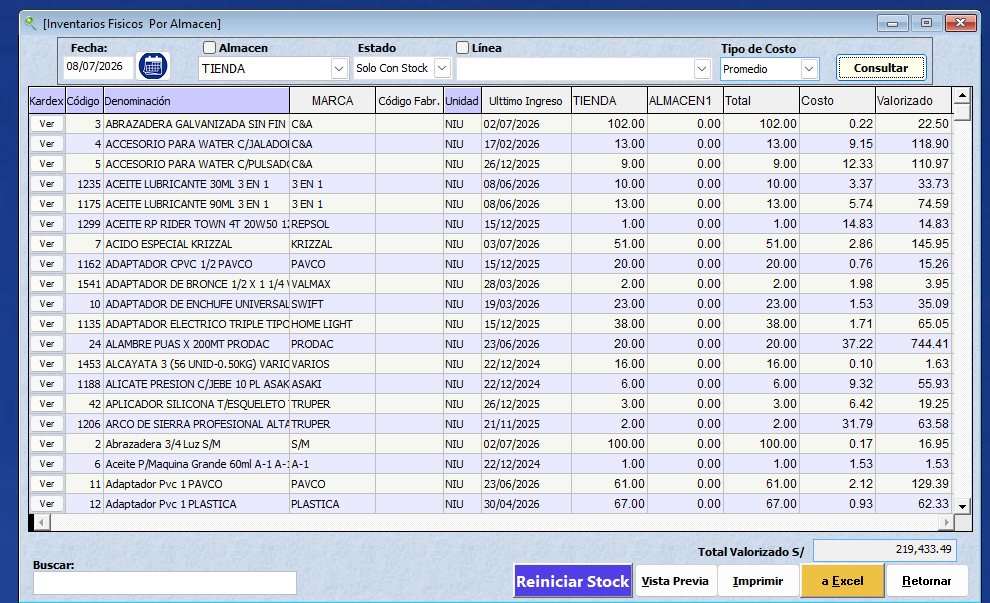 [Inventarios Fisicos Por Almacen]
Fecha: Almacen Estado Línea Tipo de Costo
08/07/2026 TIENDA Solo Con Stock Promedio Consultar
Kardex Código Denominación MARCA Código Fabr. Unidad Ulttimo Ingreso TIENDA ALMACEN1 Total Costo Valorizado
Ver 3 ABRAZADERA GALVANIZADA SIN FIN C&A NIU 02/07/2026 102.00 0.00 102.00 0.22 22.50
Ver 4 ACCESORIO PARA WATER C/JALADO C&A NIU 17/02/2026 13.00 0.00 13.00 9.15 118.90
Ver 5 ACCESORIO PARA WATER C/PULSAD C&A NIU 26/12/2025 9.00 0.00 9.00 12.33 110.97
Ver 1235 ACEITE LUBRICANTE 30ML 3 EN 1 3 EN 1 NIU 08/06/2026 10.00 0.00 10.00 3.37 33.73
Ver 1175 ACEITE LUBRICANTE 90ML 3 EN 1 3 EN 1 NIU 08/06/2026 13.00 0.00 13.00 5.74 74.59
Ver 1299 ACEITE RP RIDER TOWN 4T 20W50 12 REPSOL NIU 15/12/2025 1.00 0.00 1.00 14.83 14.83
Ver 7 ACIDO ESPECIAL KRIZZAL KRIZZAL NIU 03/07/2026 51.00 0.00 51.00 2.86 145.95
Ver 1162 ADAPTADOR CPVC 1/2 PAVCO PAVCO NIU 15/12/2025 20.00 0.00 20.00 0.76 15.26
Ver 1541 ADAPTADOR DE BRONCE 1/2 X 1 1/4 VALMAX NIU 28/03/2026 2.00 0.00 2.00 1.98 3.95
Ver 10 ADAPTADOR DE ENCHUFE UNIVERSAL SWIFT NIU 19/03/2026 23.00 0.00 23.00 1.53 35.09
Ver 1135 ADAPTADOR ELECTRICO TRIPLE TIPO HOME LIGHT NIU 15/12/2025 38.00 0.00 38.00 1.71 65.05
Ver 24 ALAMBRE PUAS X 200MT PRODAC PRODAC NIU 23/06/2026 20.00 0.00 20.00 37.22 744.41
Ver 1453 ALCAYATA 3 (56 UNID-0.50KG) VARIO VARIOS NIU 22/12/2024 16.00 0.00 16.00 0.10 1.63
Ver 1188 ALICATE PRESION C/JEBE 10 PL ASAK ASAKI NIU 22/12/2024 6.00 0.00 6.00 9.32 55.93
Ver 42 APLICADOR SILICONA T/ESQUELETO TRUPER NIU 26/12/2025 3.00 0.00 3.00 6.42 19.25
Ver 1206 ARCO DE SIERRA PROFESIONAL ALTA TRUPER NIU 21/11/2025 2.00 0.00 2.00 31.79 63.58
Ver 2 Abrazadera 3/4 Luz S/M S/M NIU 02/07/2026 100.00 0.00 100.00 0.17 16.95
Ver 6 Aceite P/Maquina Grande 60ml A-1 A-1 A-1 NIU 22/12/2024 1.00 0.00 1.00 1.53 1.53
Ver 11 Adaptador Pvc 1 PAVCO PAVCO NIU 23/06/2026 61.00 0.00 61.00 2.12 129.39
Ver 12 Adaptador Pvc 1 PLASTICA PLASTICA NIU 30/04/2026 67.00 0.00 67.00 0.93 62.33
Total Valorizado S/ 219,433.49
Buscar:
Reiniciar Stock Vista Previa Imprimir a Excel Retornar